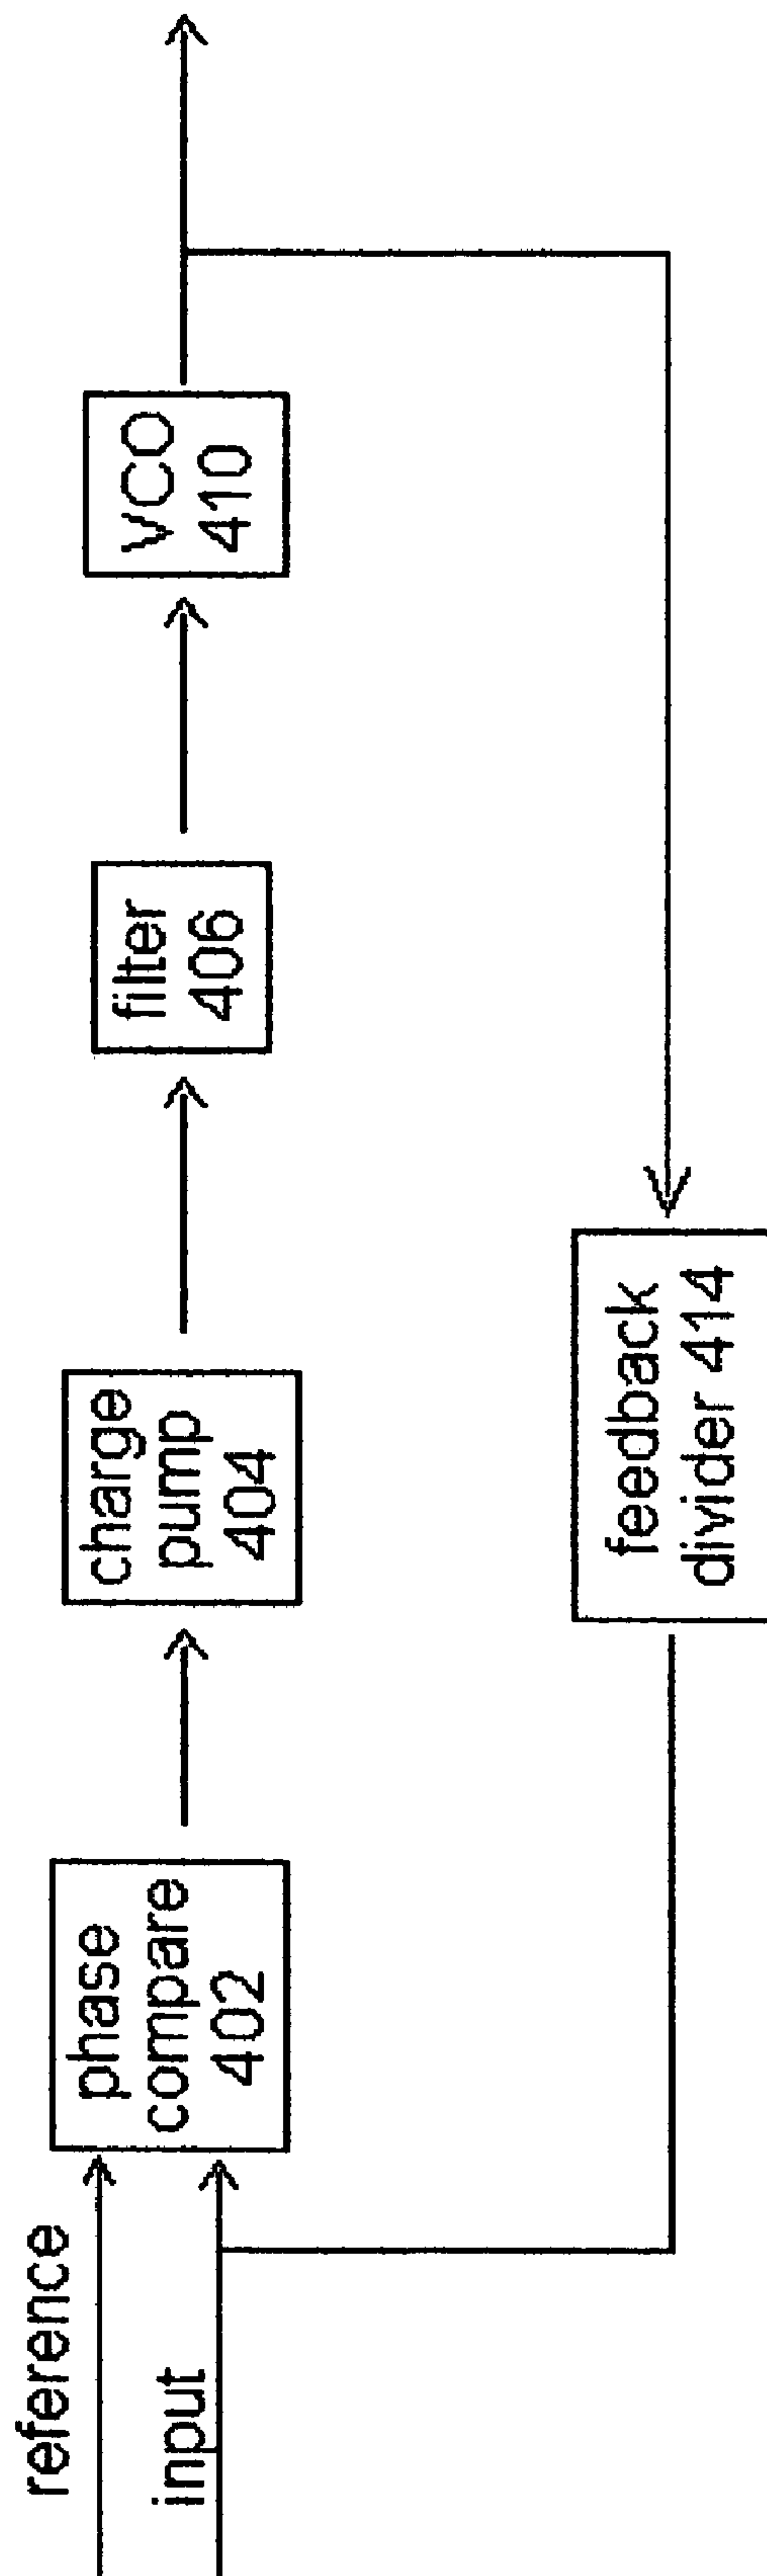 reference
input
phase
compare
402
charge
pump
404
filter
406
VCO
410
feedback
divider 414